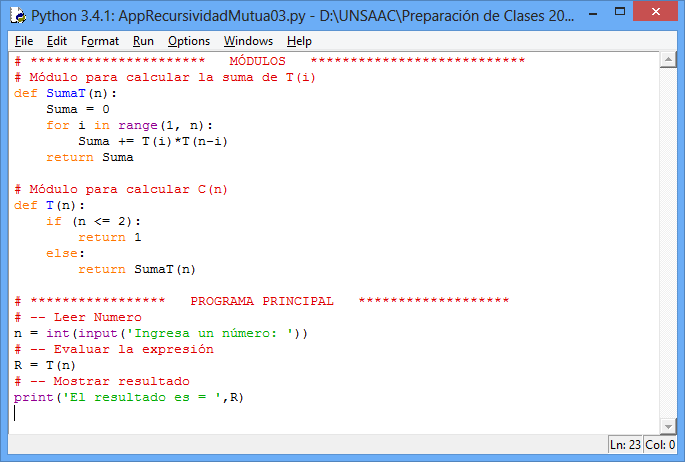 Python 3.4.1: AppRecursividadMutua03.py - D:\UNSAAC\Preparación de Clases 20...
File Edit Format Run Options Windows Help
# ********************** MÓDULOS ***************************
# Módulo para calcular la suma de T(i)
def SumaT(n):
    Suma = 0
    for i in range(1, n):
        Suma += T(i)*T(n-i)
    return Suma
# Módulo para calcular C(n)
def T(n):
    if (n <= 2):
        return 1
    else:
        return SumaT(n)
# ***************** PROGRAMA PRINCIPAL *******************
# -- Leer Numero
n = int(input('Ingresa un número: '))
# -- Evaluar la expresión
R = T(n)
# -- Mostrar resultado
print('El resultado es = ',R)
Ln: 23 Col: 0